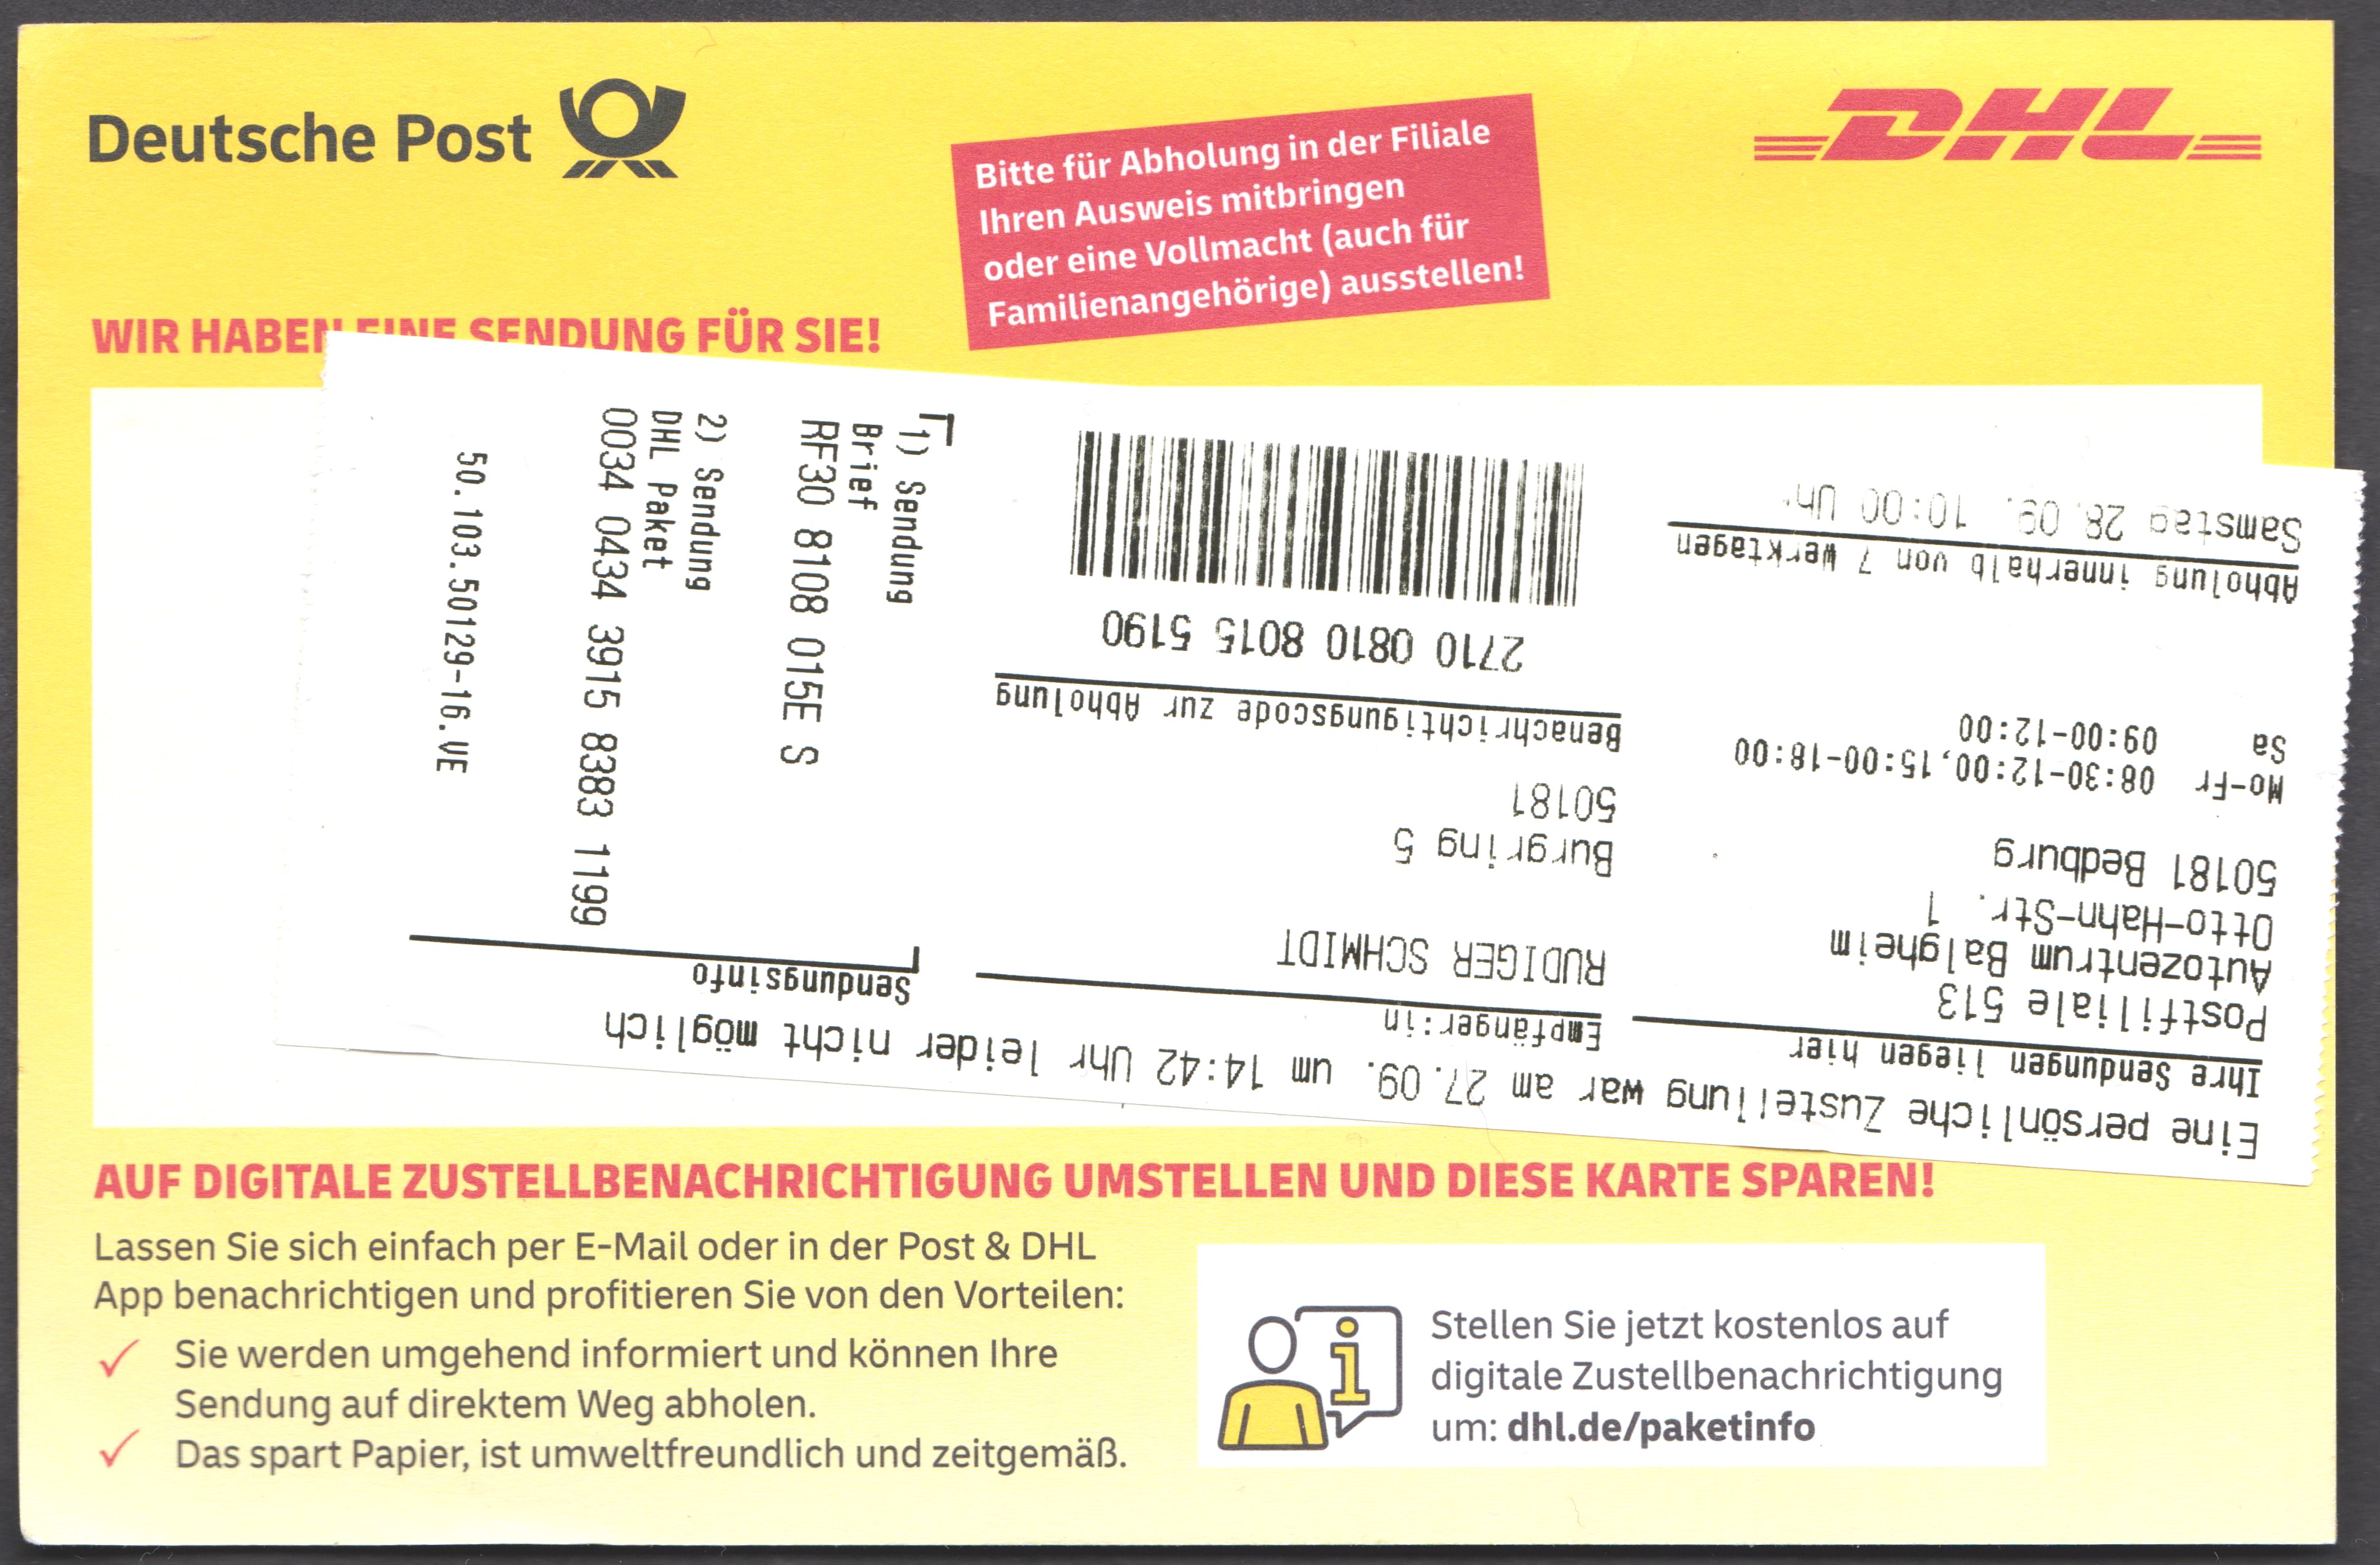 Deutsche Post
DHL
Bitte für Abholung in der Filiale
Ihren Ausweis mitbringen
oder eine Vollmacht (auch für
Familienangehörige) ausstellen!
WIR HABEN EINE SENDUNG FÜR SIE!
Eine persönliche Zustellung war am 27.09. um 14:42 Uhr leider nicht möglich
Ihre Sendungen liegen hier
Postfiliale 513
Autozentrum Balgheim
Otto-Hahn-Str. 1
50181 Bedburg
Mo-Fr 08:30-12:00,15:00-18:00
Sa 09:00-12:00
Abholung innerhalb von 7 Werktagen
Samstag 28.09. 10:00 Uhr
Empfänger:in
RUDIGER SCHMIDT
Burgring 5
50181
Benachrichtigungscode zur Abholung
2710 0810 8015 5190
Sendungsinfo
1) Sendung
Brief
RF30 8108 015E S
2) Sendung
DHL Paket
0034 0434 3915 8383 1199
50.103.50129-16.VE
AUF DIGITALE ZUSTELLBENACHRICHTIGUNG UMSTELLEN UND DIESE KARTE SPAREN!
Lassen Sie sich einfach per E-Mail oder in der Post & DHL
App benachrichtigen und profitieren Sie von den Vorteilen:
✓ Sie werden umgehend informiert und können Ihre
Sendung auf direktem Weg abholen.
✓ Das spart Papier, ist umweltfreundlich und zeitgemäß.
i
Stellen Sie jetzt kostenlos auf
digitale Zustellbenachrichtigung
um: dhl.de/paketinfo